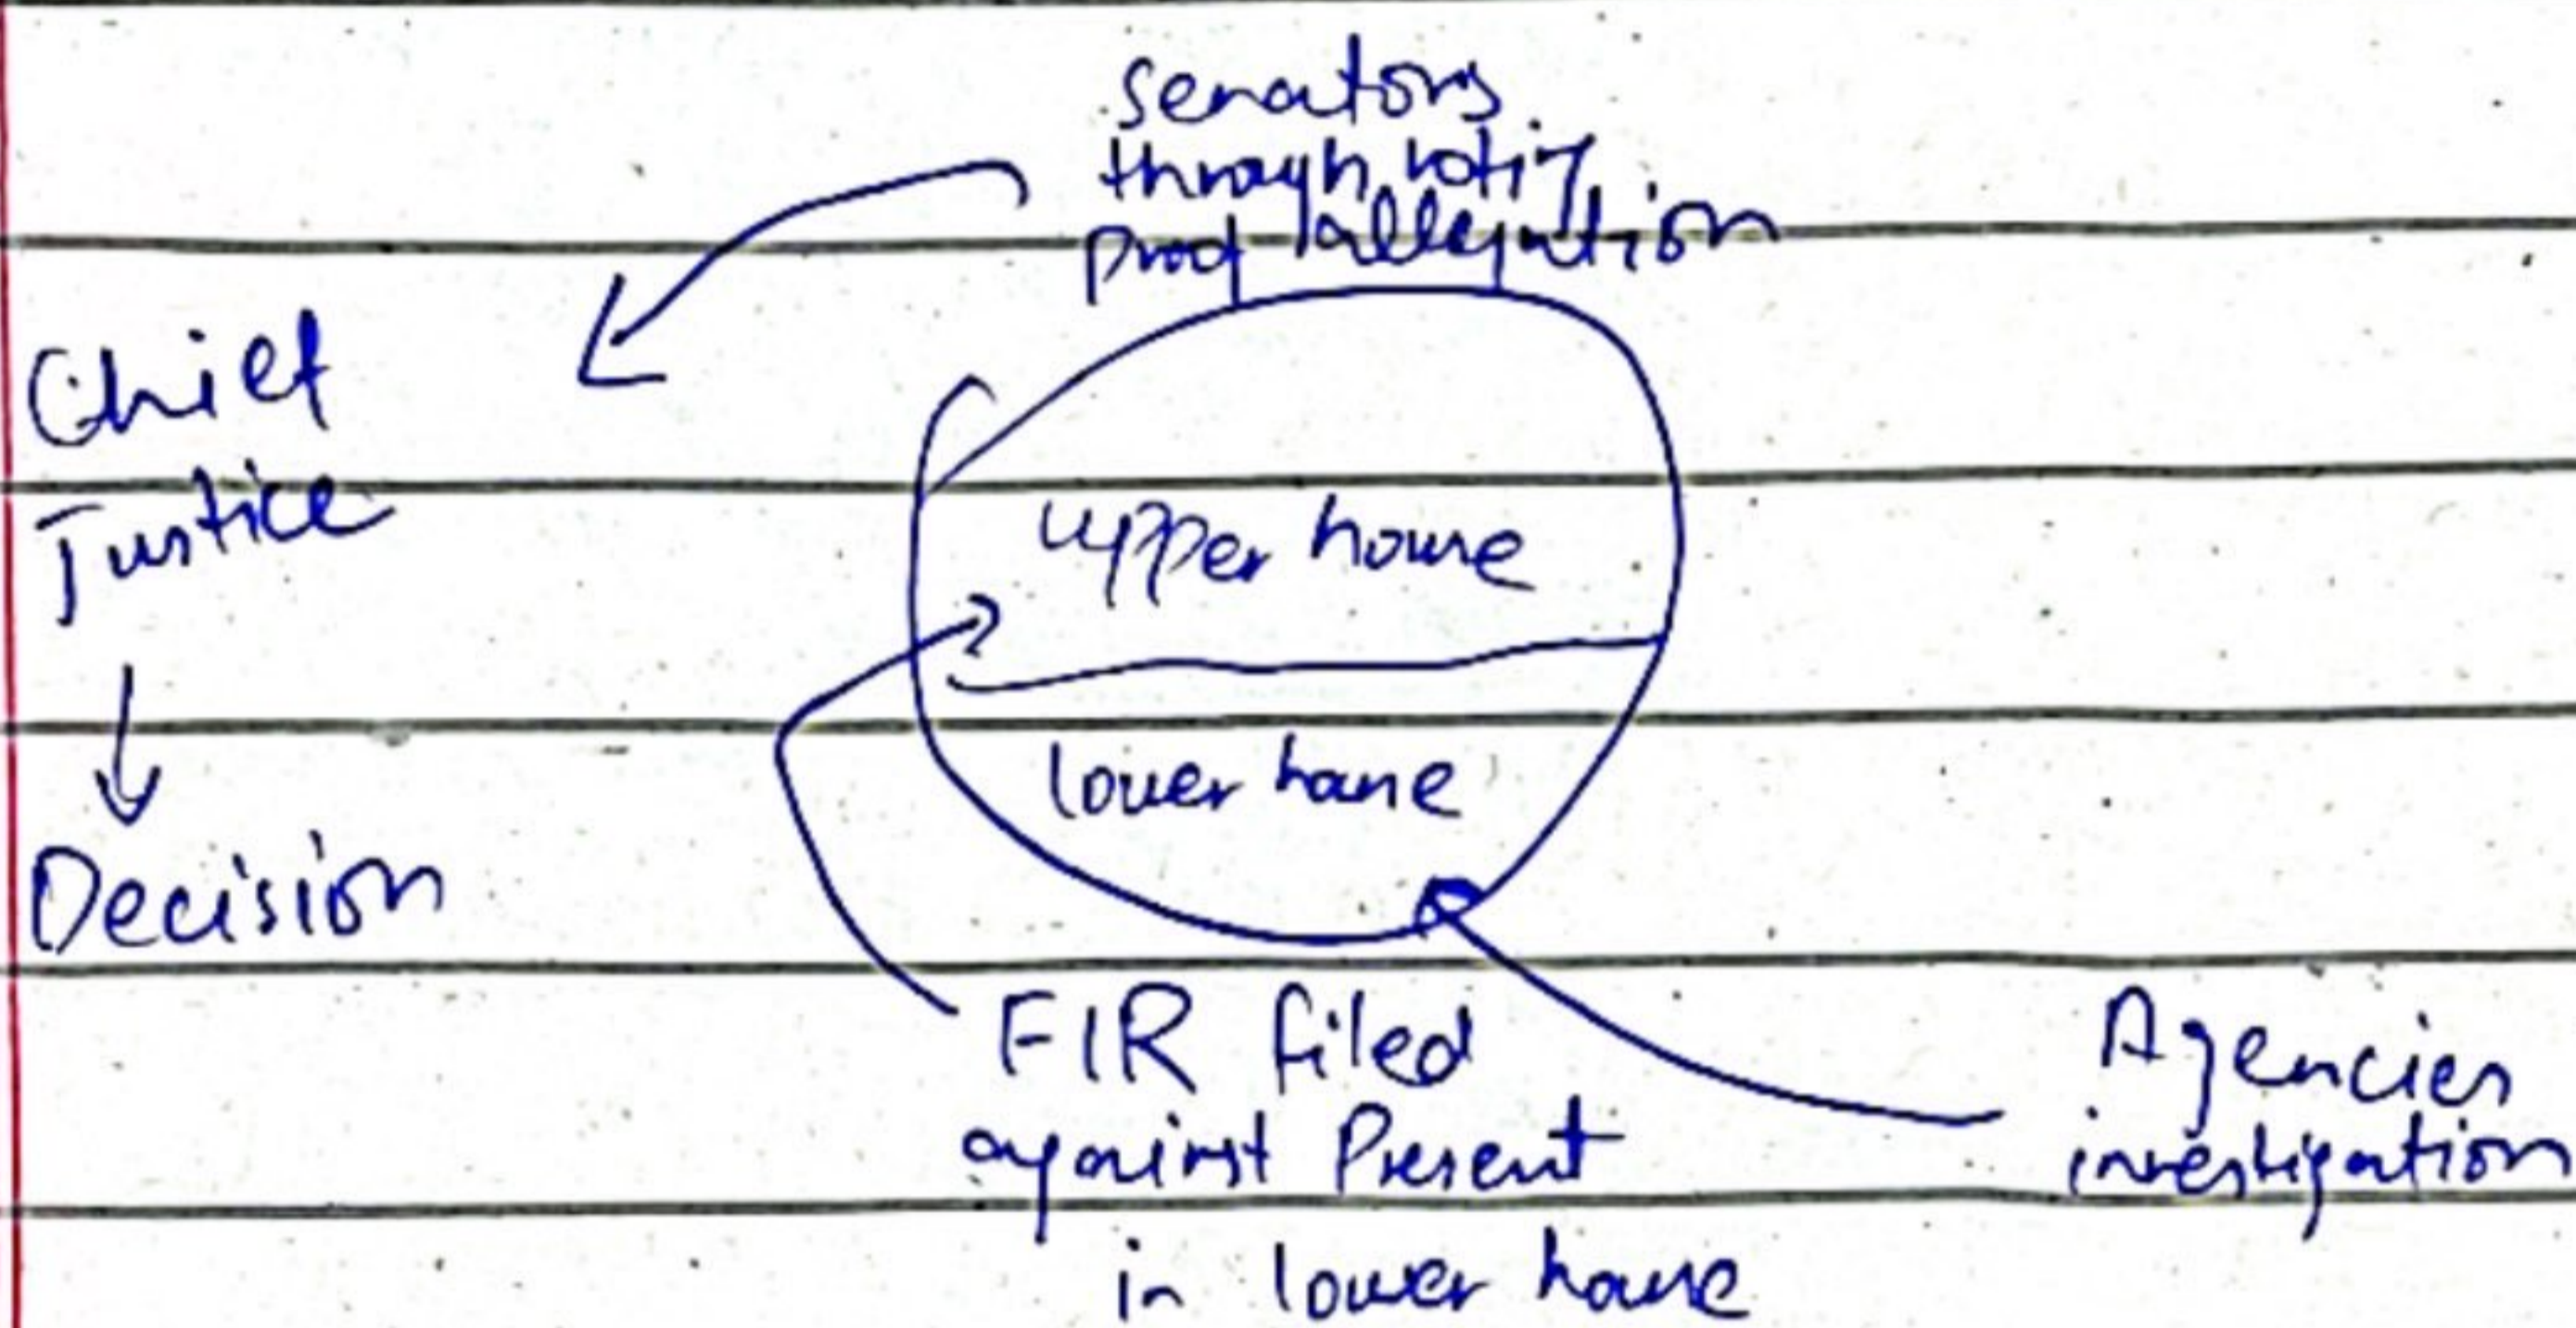 senators
through voting
proof allegation
Chief
Justice
Decision
upper house
lower house
FIR filed
against Present
in lower house
Agencies
investigation